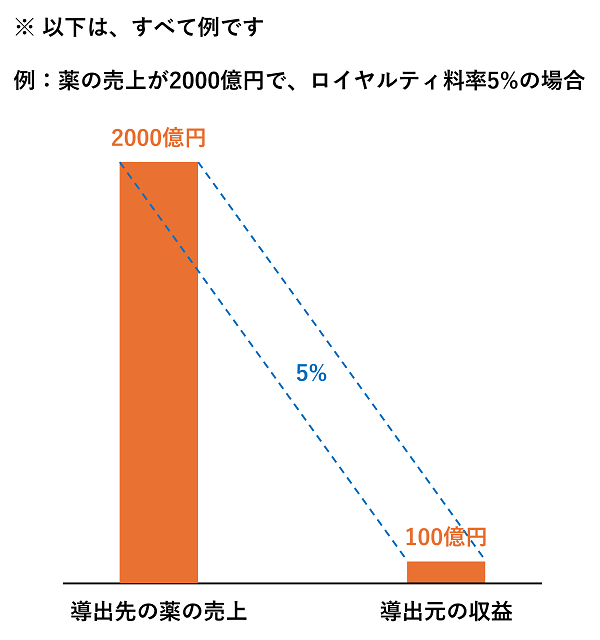 ※ 以下は、すべて例です
例：薬の売上が2000億円で、ロイヤルティ料率5%の場合
2000億円
5%
100億円
導出先の薬の売上
導出元の収益